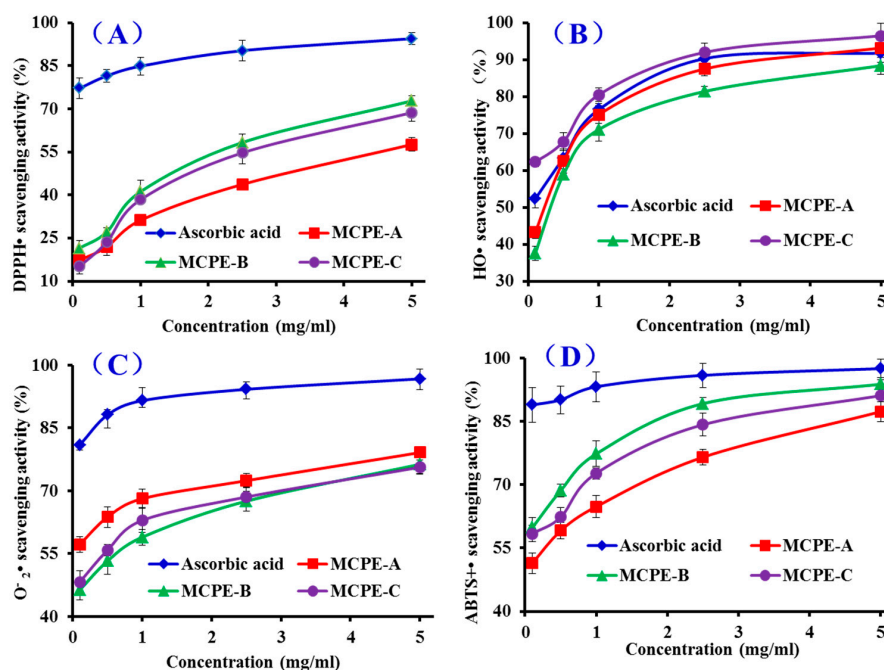 (A)
DPPH• scavenging activity (%)
100
85
70
55
40
25
10
Ascorbic acid
MCPE-A
MCPE-B
MCPE-C
0
1
2
3
4
5
Concentration (mg/ml)
(B)
HO• scavenging activity (%)
100
90
80
70
60
50
40
30
Ascorbic acid
MCPE-A
MCPE-B
MCPE-C
0
1
2
3
4
5
Concentration (mg/ml)
(C)
O⁻₂• scavenging activity (%)
100
85
70
55
40
Ascorbic acid
MCPE-A
MCPE-B
MCPE-C
0
1
2
3
4
5
Concentration (mg/ml)
(D)
ABTS+• scavenging activity (%)
100
85
70
55
40
Ascorbic acid
MCPE-A
MCPE-B
MCPE-C
0
1
2
3
4
5
Concentration (mg/ml)